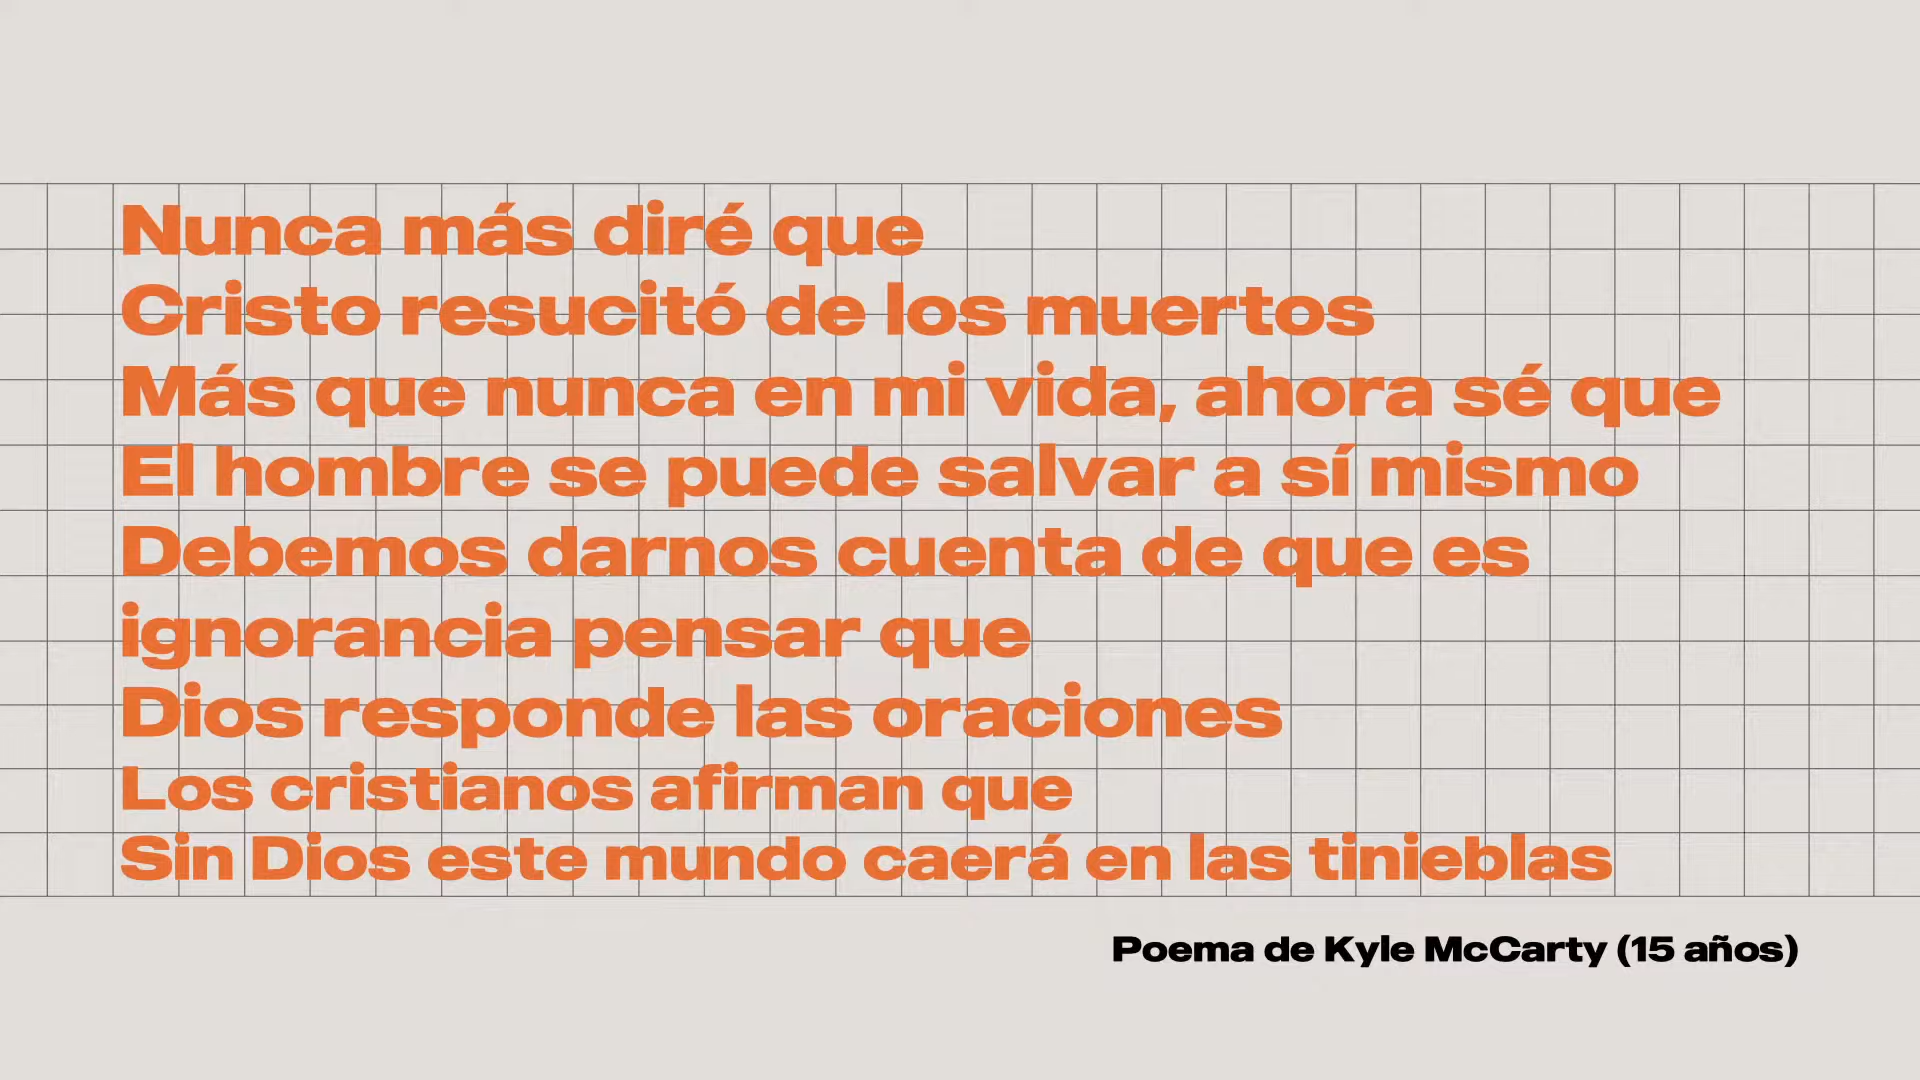 Nunca más diré que
Cristo resucitó de los muertos
Más que nunca en mi vida, ahora sé que
El hombre se puede salvar a sí mismo
Debemos darnos cuenta de que es
ignorancia pensar que
Dios responde las oraciones
Los cristianos afirman que
Sin Dios este mundo caerá en las tinieblas
Poema de Kyle McCarty (15 años)